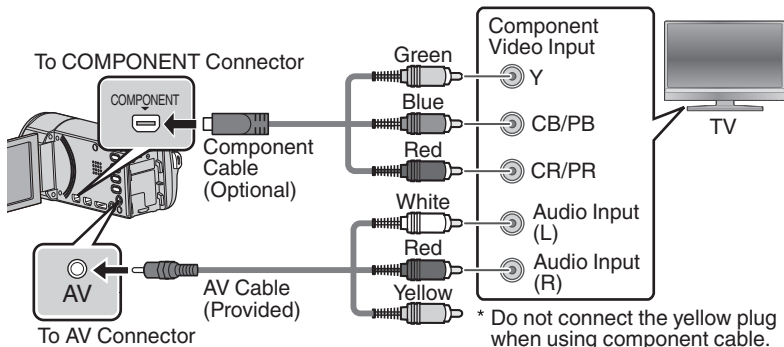 To COMPONENT Connector
COMPONENT
Component
Cable
(Optional)
Green
Blue
Red
White
Red
Yellow
Component
Video Input
Y
CB/PB
CR/PR
Audio Input
(L)
Audio Input
(R)
TV
AV
AV Cable
(Provided)
To AV Connector
* Do not connect the yellow plug
when using component cable.